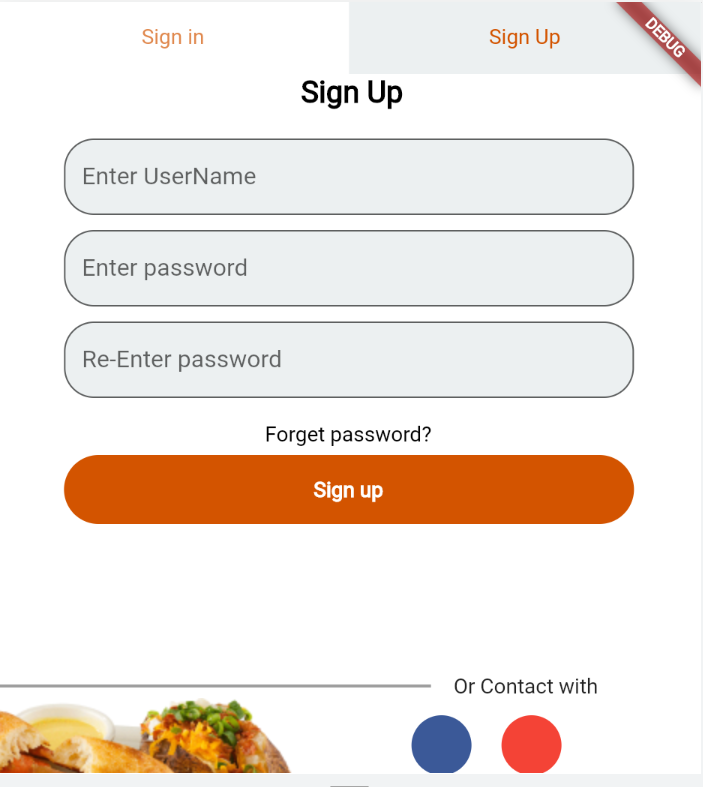 Sign in
Sign Up
DEBUG
Sign Up
Enter UserName
Enter password
Re-Enter password
Forget password?
Sign up
Or Contact with